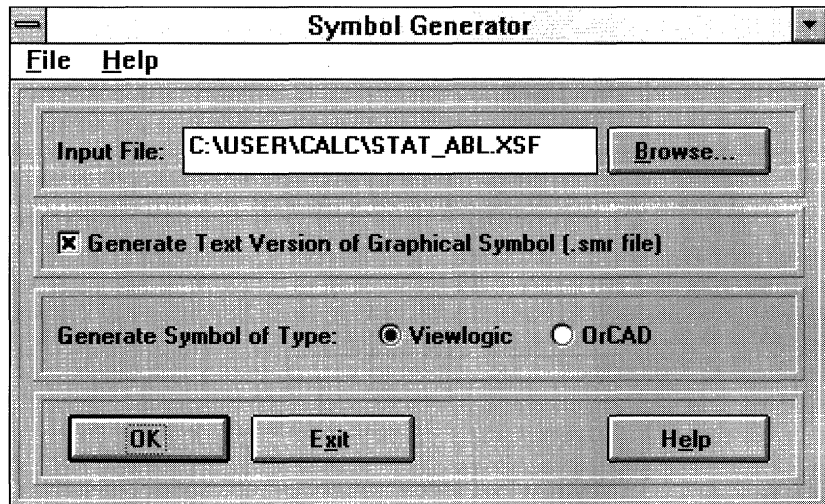 Symbol Generator
File Help
Input File: C:\USER\CALC\STAT_ABL.XSF Browse...
Generate Text Version of Graphical Symbol (.smr file)
Generate Symbol of Type: Viewlogic OrCAD
OK Exit Help